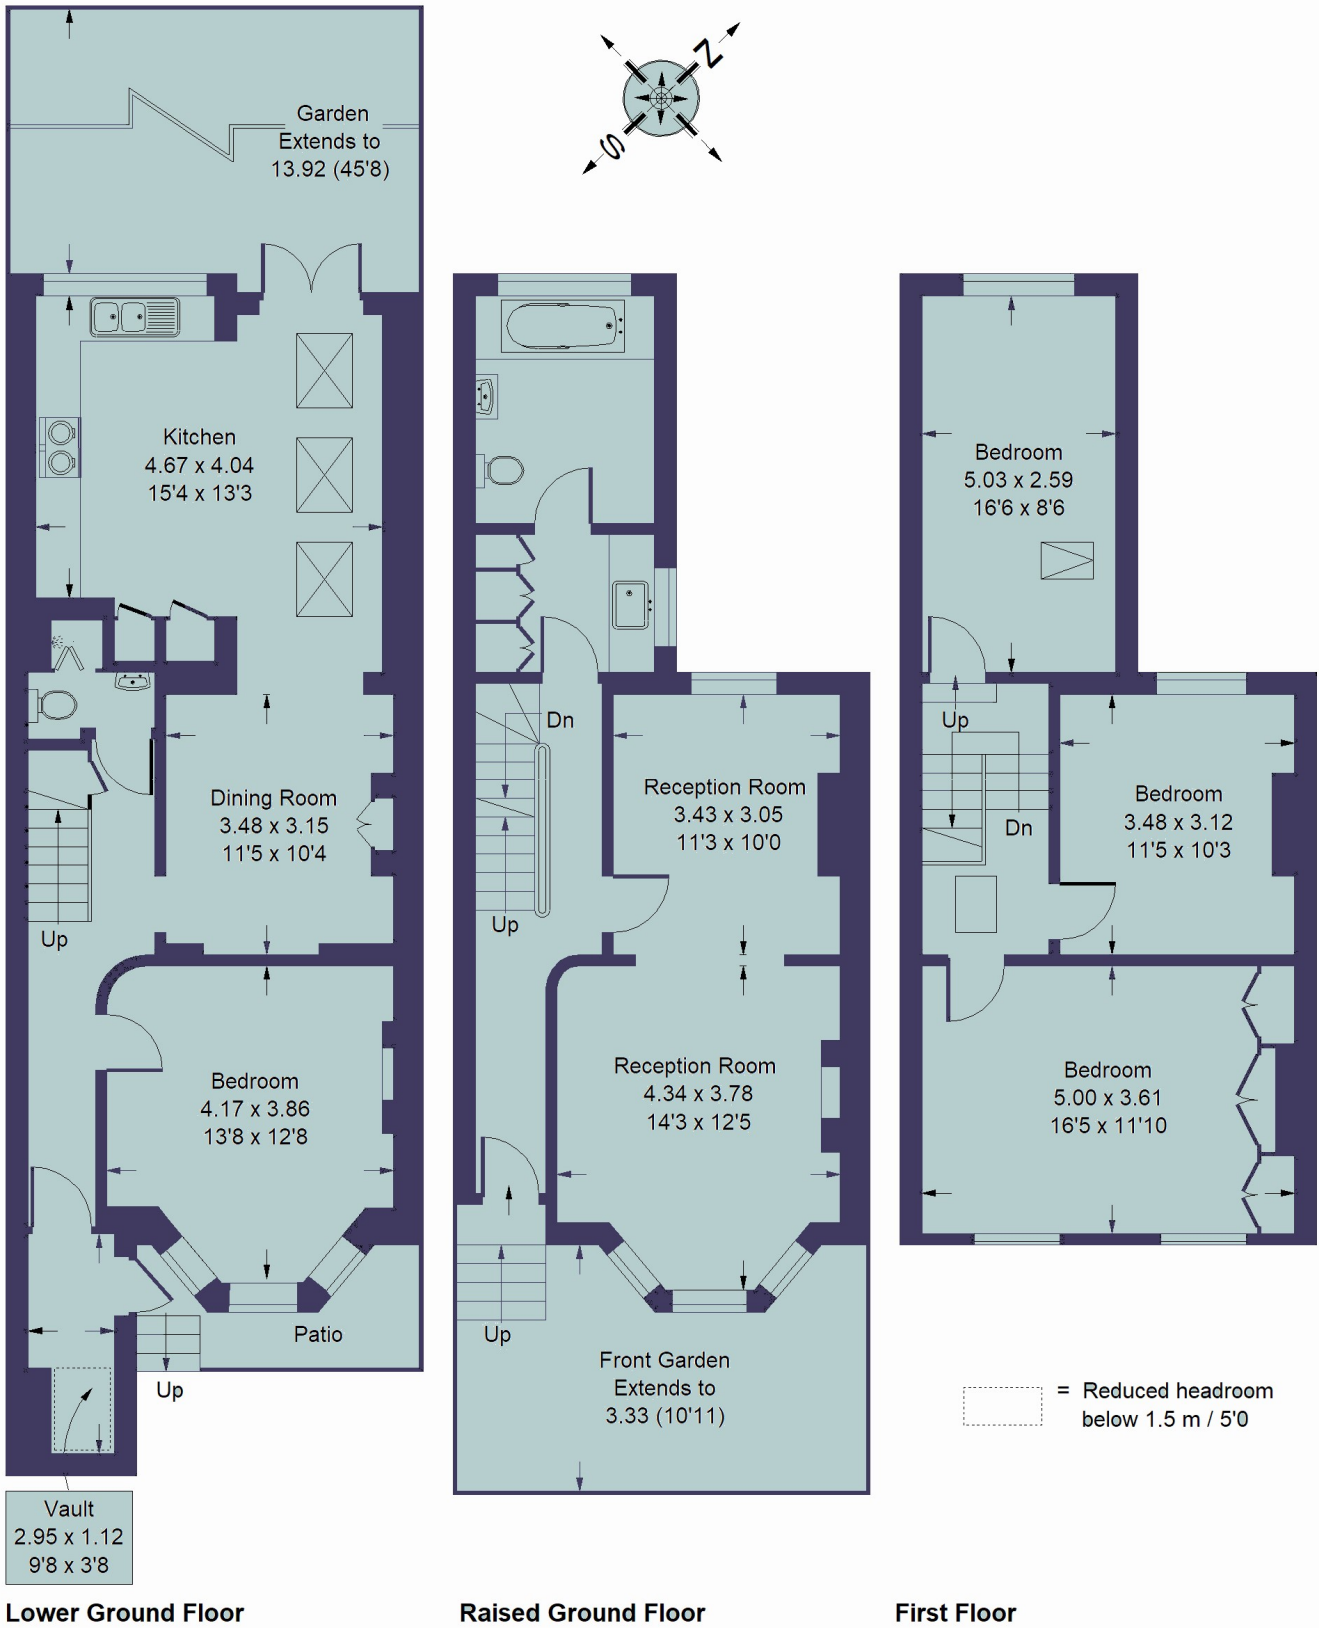 N
S
Garden
Extends to
13.92 (45'8)
Kitchen
4.67 x 4.04
15'4 x 13'3
Dining Room
3.48 x 3.15
11'5 x 10'4
Up
Bedroom
4.17 x 3.86
13'8 x 12'8
Patio
Up
Vault
2.95 x 1.12
9'8 x 3'8
Lower Ground Floor
Dn
Reception Room
3.43 x 3.05
11'3 x 10'0
Up
Reception Room
4.34 x 3.78
14'3 x 12'5
Up
Front Garden
Extends to
3.33 (10'11)
Raised Ground Floor
Bedroom
5.03 x 2.59
16'6 x 8'6
Up
Dn
Bedroom
3.48 x 3.12
11'5 x 10'3
Bedroom
5.00 x 3.61
16'5 x 11'10
= Reduced headroom
below 1.5 m / 5'0
First Floor